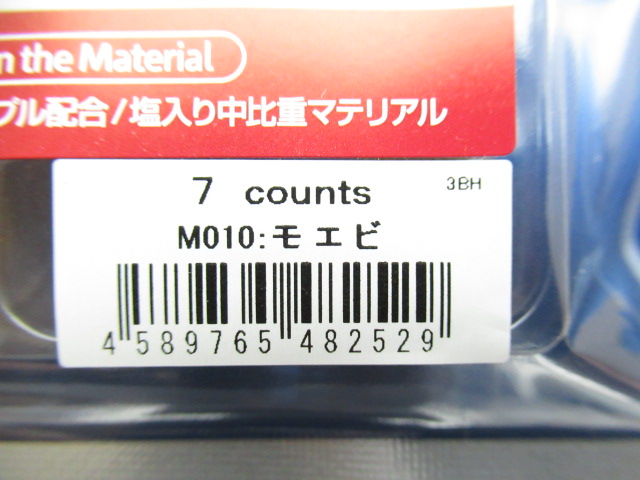 n the Material
ブル配合/塩入り中比重マテリアル
7 counts
3BH
M010:モエビ
4 589765 482529